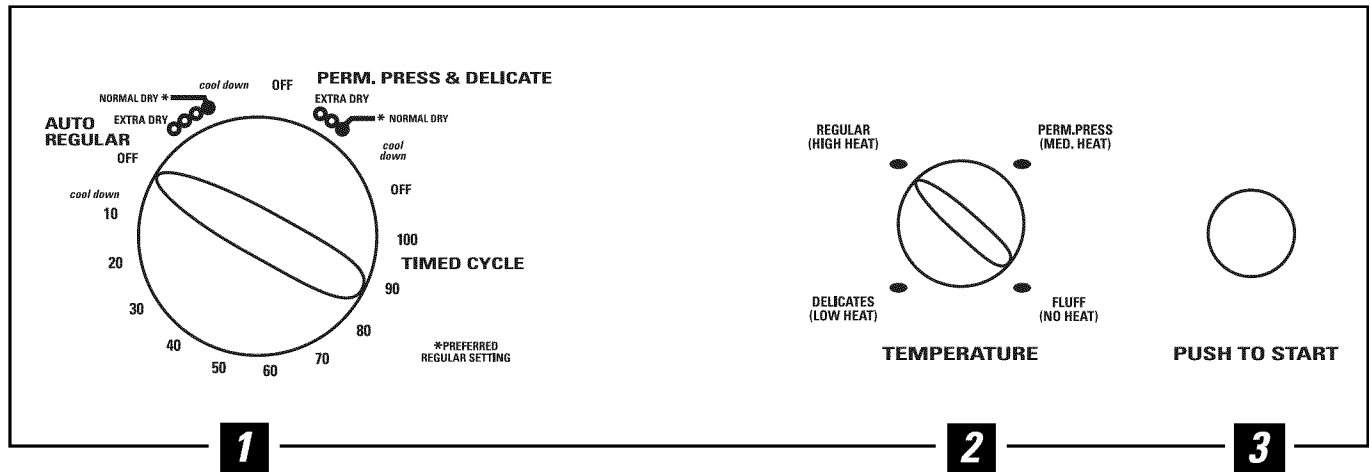 cool down
OFF
PERM. PRESS & DELICATE
NORMAL DRY *
EXTRA DRY
EXTRA DRY
* NORMAL DRY
AUTO
REGULAR
OFF
cool
down
cool down
OFF
10
20
30
40
50
60
70
80
90
100
TIMED CYCLE
*PREFERRED
REGULAR SETTING
REGULAR
(HIGH HEAT)
PERM.PRESS
(MED. HEAT)
DELICATES
(LOW HEAT)
FLUFF
(NO HEAT)
TEMPERATURE
PUSH TO START
1
2
3